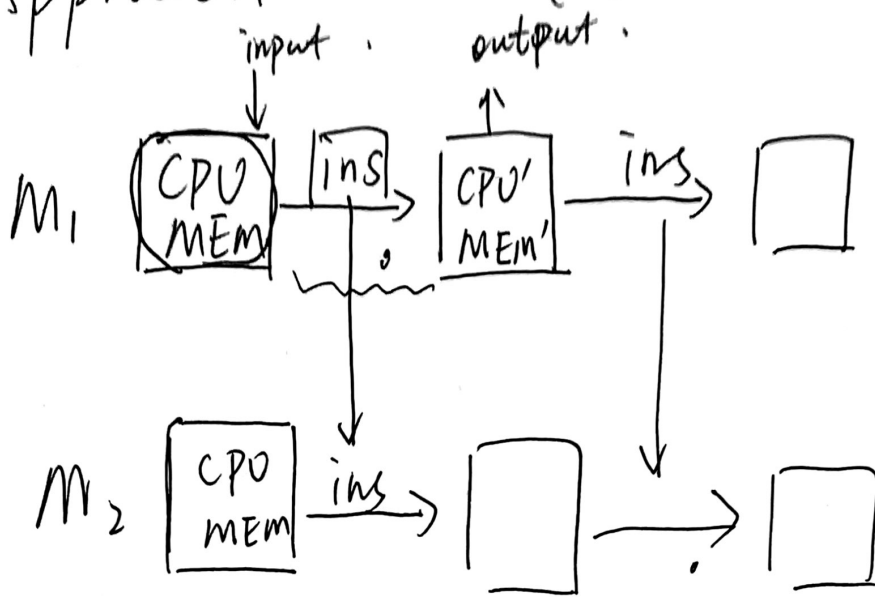 input.
output.
M1
CPU
MEM
ins
CPU'
MEM'
ins
M2
CPU
MEM
ins